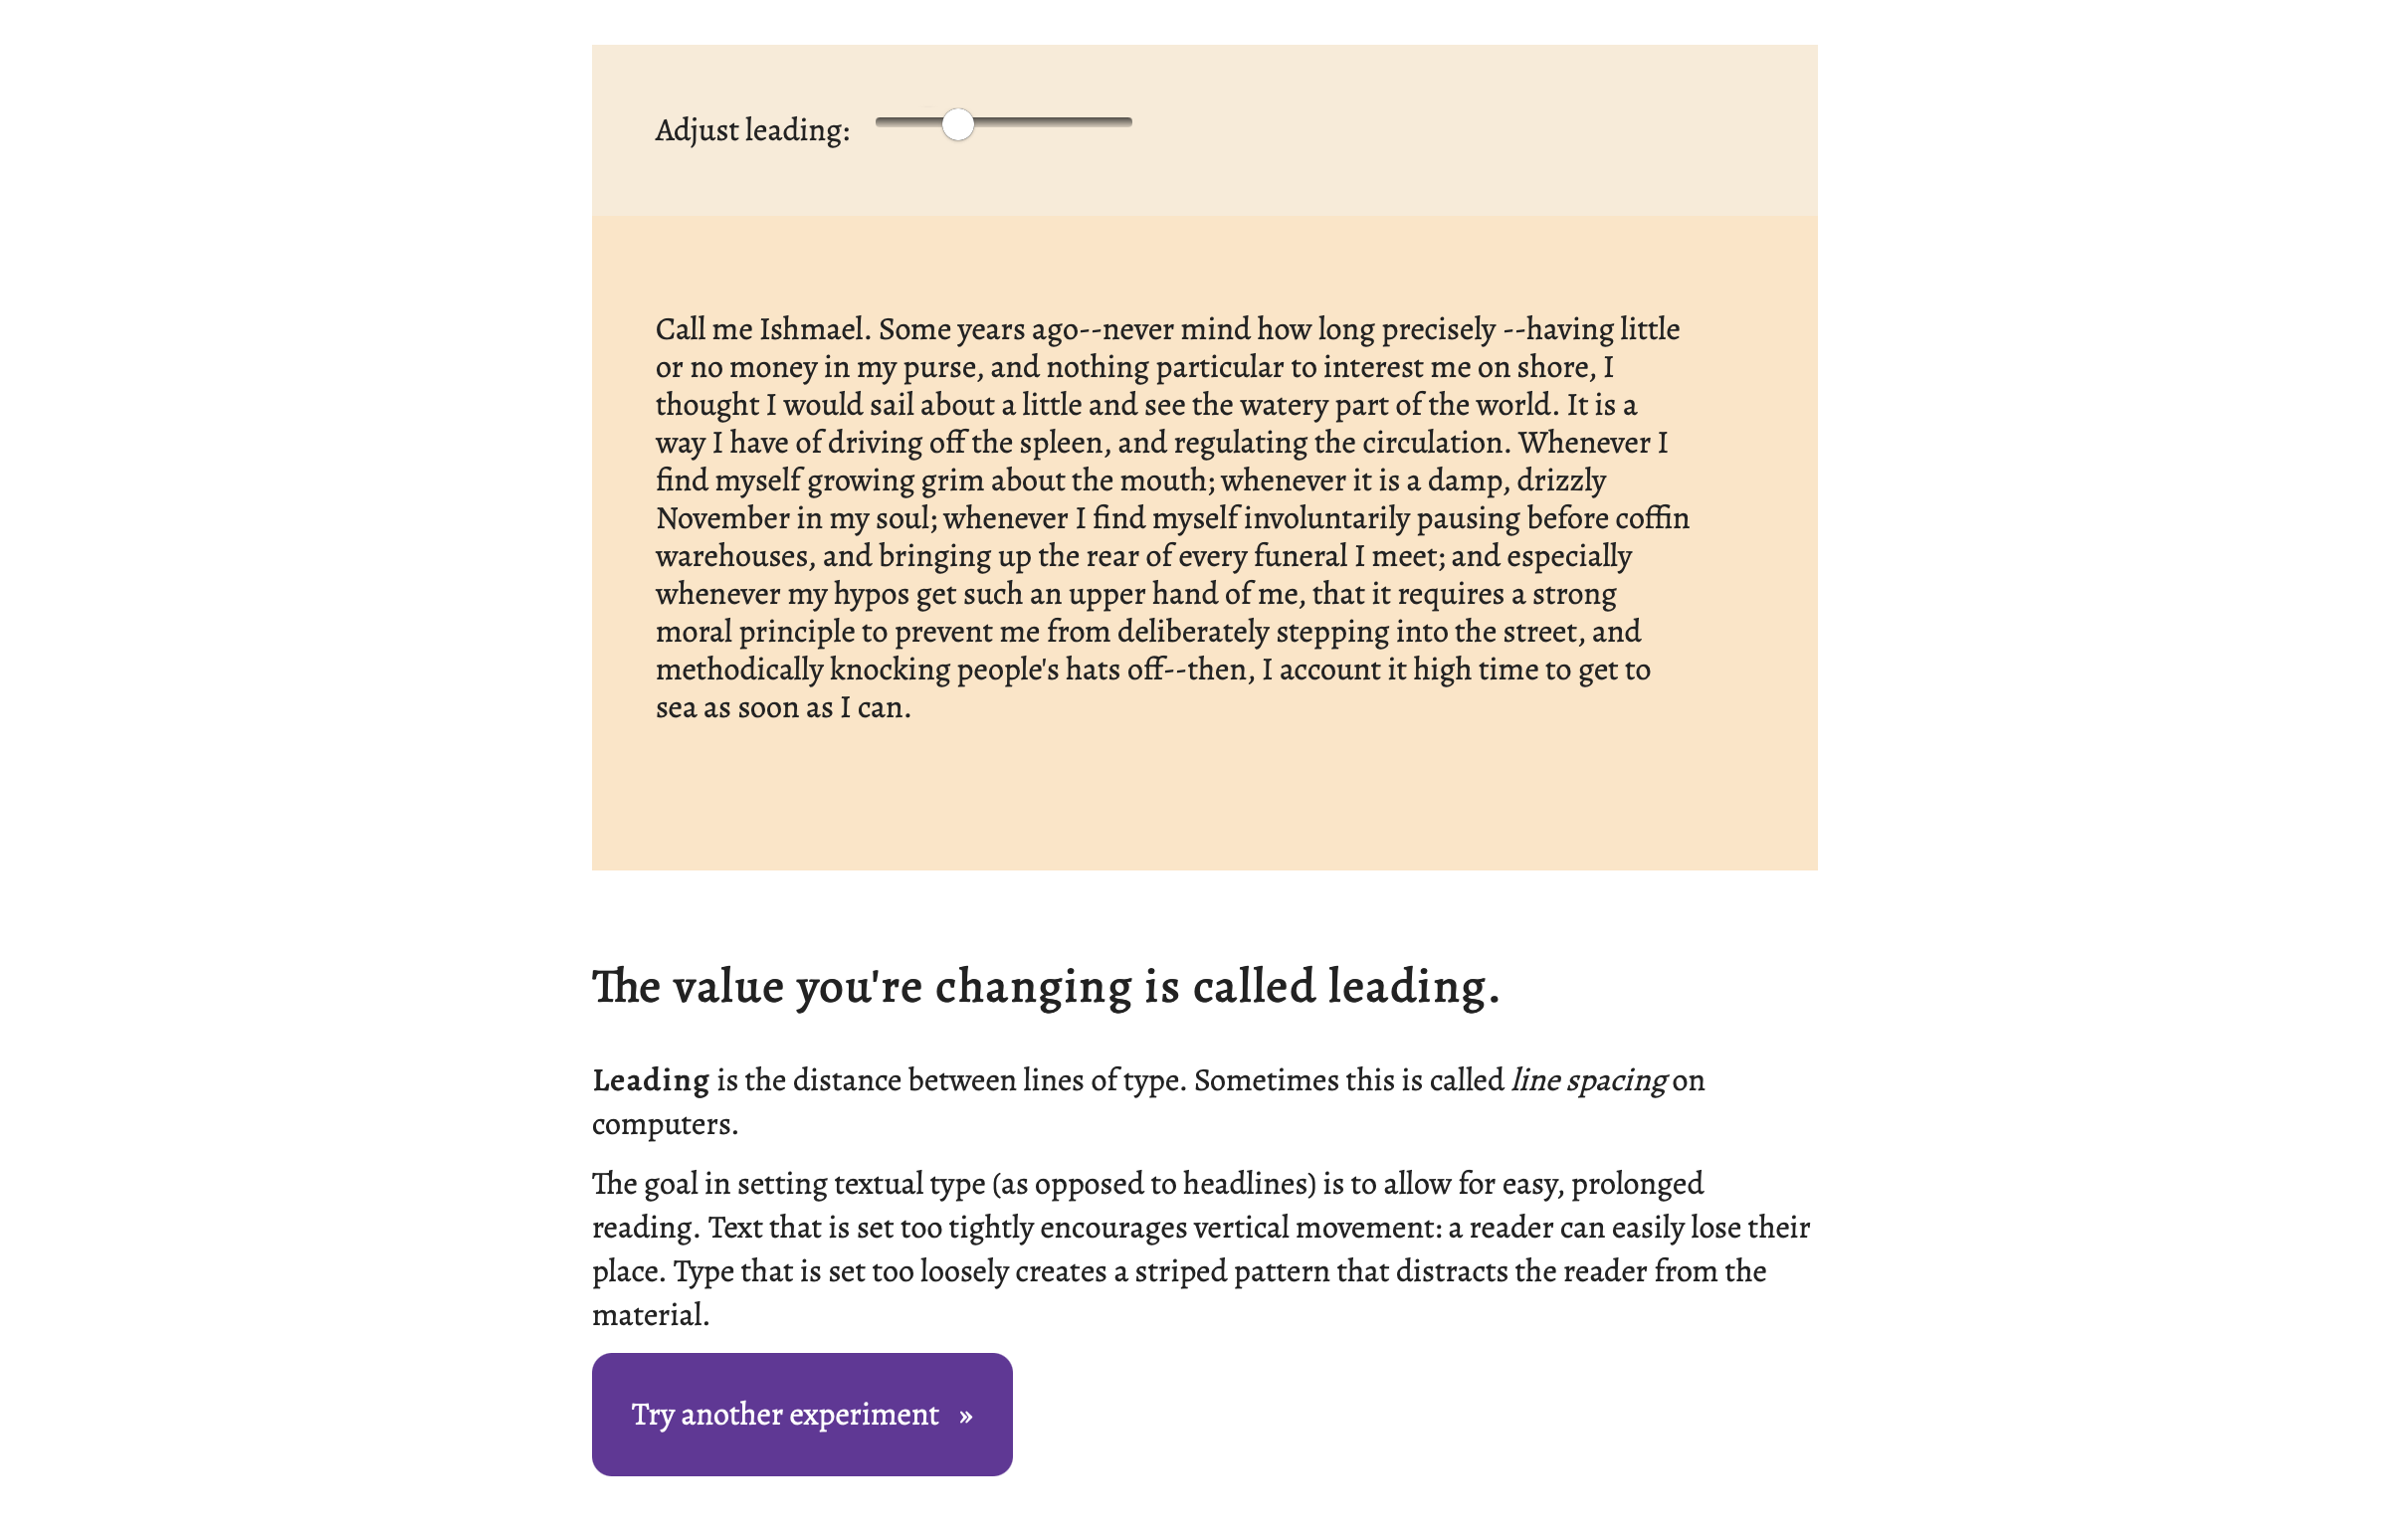 Adjust leading:
Call me Ishmael. Some years ago--never mind how long precisely --having little
or no money in my purse, and nothing particular to interest me on shore, I
thought I would sail about a little and see the watery part of the world. It is a
way I have of driving off the spleen, and regulating the circulation. Whenever I
find myself growing grim about the mouth; whenever it is a damp, drizzly
November in my soul; whenever I find myself involuntarily pausing before coffin
warehouses, and bringing up the rear of every funeral I meet; and especially
whenever my hypos get such an upper hand of me, that it requires a strong
moral principle to prevent me from deliberately stepping into the street, and
methodically knocking people's hats off--then, I account it high time to get to
sea as soon as I can.
The value you're changing is called leading.
Leading is the distance between lines of type. Sometimes this is called line spacing on
computers.
The goal in setting textual type (as opposed to headlines) is to allow for easy, prolonged
reading. Text that is set too tightly encourages vertical movement: a reader can easily lose their
place. Type that is set too loosely creates a striped pattern that distracts the reader from the
material.
Try another experiment »